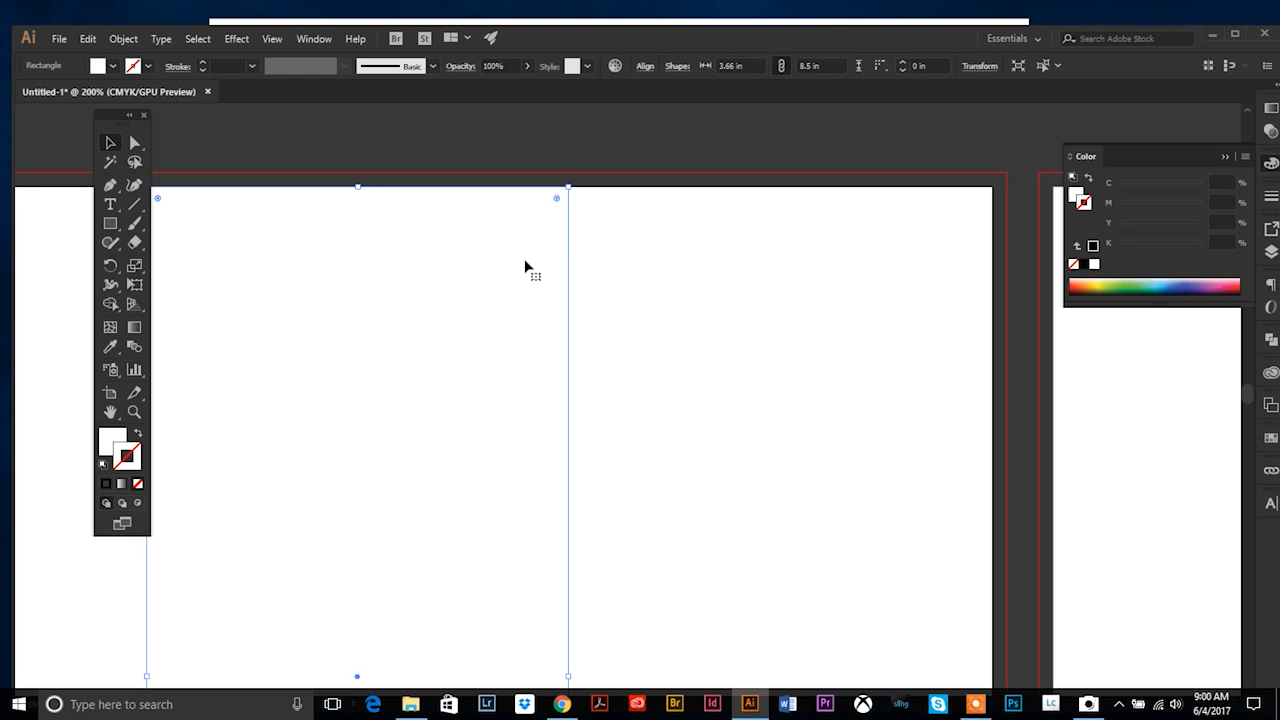 Ai File Edit Object Type Select Effect View Window Help Br St Essentials Search Adobe Stock
Rectangle Stroke: Basic Opacity: 100% Style: Align Shape: 3.66 in 8.5 in 0 in Transform
Untitled-1* @ 200% (CMYK/GPU Preview)
Color
C %
M %
Y %
K %
Type here to search Lr Br Id Ai Pr sling Ps LC 9:00 AM
6/4/2017